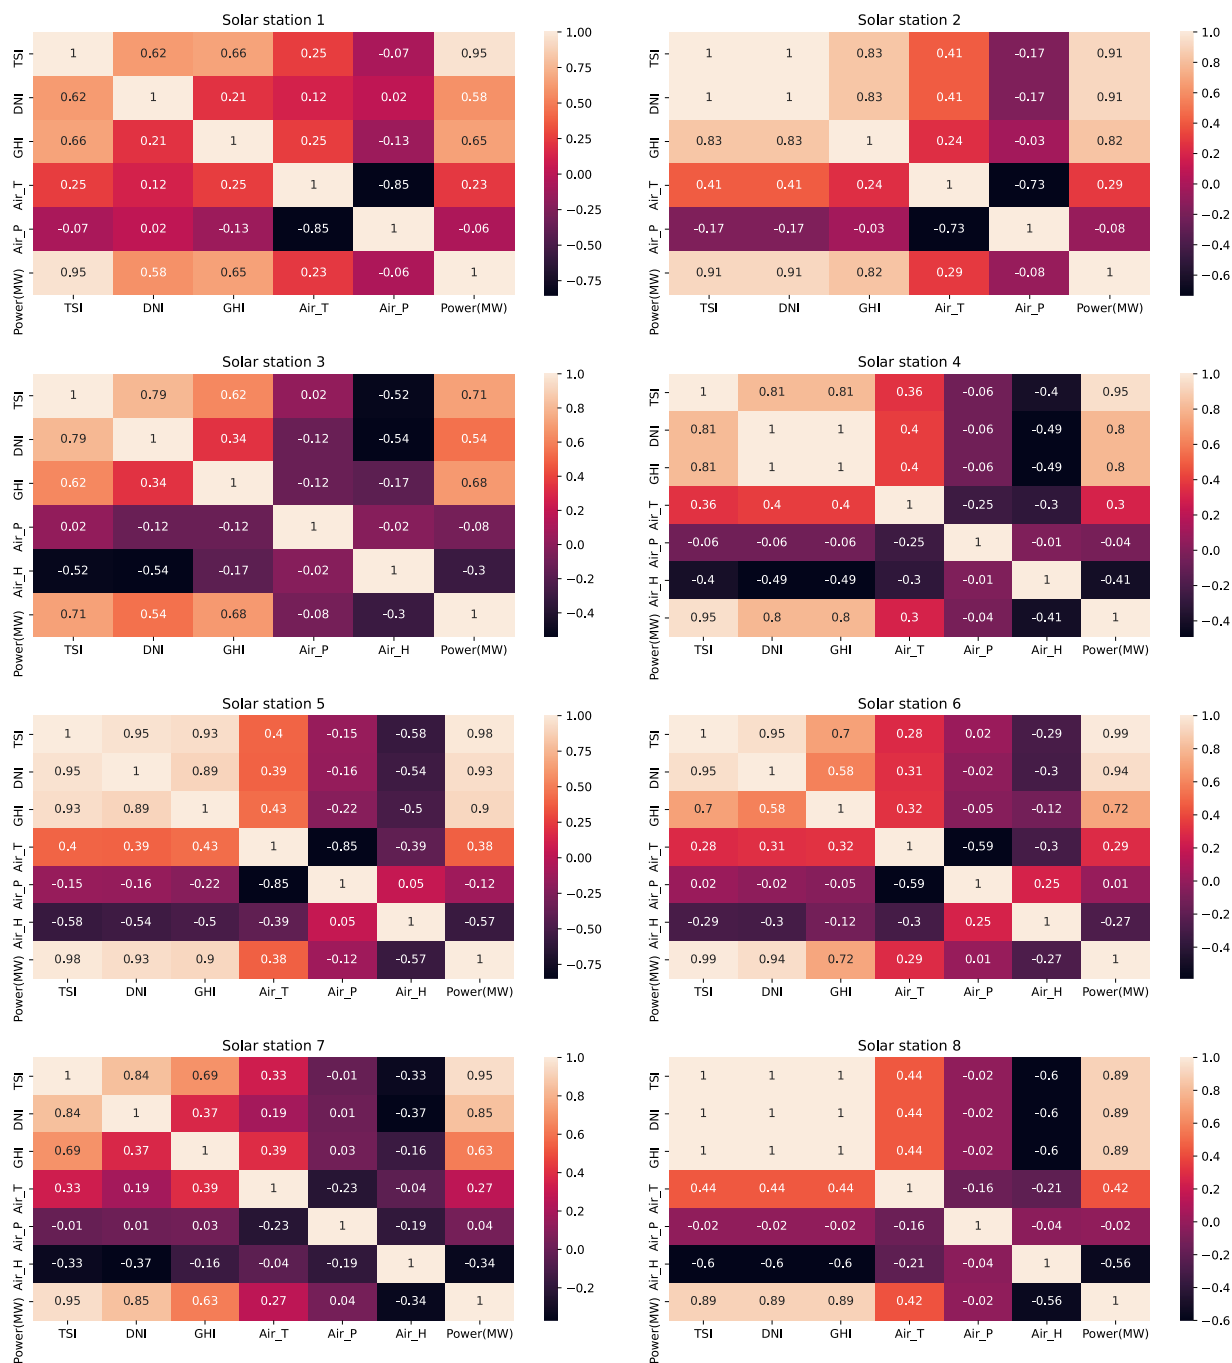 Solar station 1
TSI 1 0.62 0.66 0.25 -0.07 0.95
DNI 0.62 1 0.21 0.12 0.02 0.58
GHI 0.66 0.21 1 0.25 -0.13 0.65
Air_T 0.25 0.12 0.25 1 -0.85 0.23
Air_P -0.07 0.02 -0.13 -0.85 1 -0.06
Power(MW) 0.95 0.58 0.65 0.23 -0.06 1
TSI DNI GHI Air_T Air_P Power(MW)
1.00
0.75
0.50
0.25
0.00
−0.25
−0.50
−0.75
Solar station 2
TSI 1 1 0.83 0.41 -0.17 0.91
DNI 1 1 0.83 0.41 -0.17 0.91
GHI 0.83 0.83 1 0.24 -0.03 0.82
Air_T 0.41 0.41 0.24 1 -0.73 0.29
Air_P -0.17 -0.17 -0.03 -0.73 1 -0.08
Power(MW) 0.91 0.91 0.82 0.29 -0.08 1
TSI DNI GHI Air_T Air_P Power(MW)
1.0
0.8
0.6
0.4
0.2
0.0
−0.2
−0.4
−0.6
Solar station 3
TSI 1 0.79 0.62 0.02 -0.52 0.71
DNI 0.79 1 0.34 -0.12 -0.54 0.54
GHI 0.62 0.34 1 -0.12 -0.17 0.68
Air_P 0.02 -0.12 -0.12 1 -0.02 -0.08
Air_H -0.52 -0.54 -0.17 -0.02 1 -0.3
Power(MW) 0.71 0.54 0.68 -0.08 -0.3 1
TSI DNI GHI Air_P Air_H Power(MW)
1.0
0.8
0.6
0.4
0.2
0.0
−0.2
−0.4
Solar station 4
TSI 1 0.81 0.81 0.36 -0.06 -0.4 0.95
DNI 0.81 1 1 0.4 -0.06 -0.49 0.8
GHI 0.81 1 1 0.4 -0.06 -0.49 0.8
Air_T 0.36 0.4 0.4 1 -0.25 -0.3 0.3
Air_P -0.06 -0.06 -0.06 -0.25 1 -0.01 -0.04
Air_H -0.4 -0.49 -0.49 -0.3 -0.01 1 -0.41
Power(MW) 0.95 0.8 0.8 0.3 -0.04 -0.41 1
TSI DNI GHI Air_T Air_P Air_H Power(MW)
1.0
0.8
0.6
0.4
0.2
0.0
−0.2
−0.4
Solar station 5
TSI 1 0.95 0.93 0.4 -0.15 -0.58 0.98
DNI 0.95 1 0.89 0.39 -0.16 -0.54 0.93
GHI 0.93 0.89 1 0.43 -0.22 -0.5 0.9
Air_T 0.4 0.39 0.43 1 -0.85 -0.39 0.38
Air_P -0.15 -0.16 -0.22 -0.85 1 0.05 -0.12
Air_H -0.58 -0.54 -0.5 -0.39 0.05 1 -0.57
Power(MW) 0.98 0.93 0.9 0.38 -0.12 -0.57 1
TSI DNI GHI Air_T Air_P Air_H Power(MW)
1.00
0.75
0.50
0.25
0.00
−0.25
−0.50
−0.75
Solar station 6
TSI 1 0.95 0.7 0.28 0.02 -0.29 0.99
DNI 0.95 1 0.58 0.31 -0.02 -0.3 0.94
GHI 0.7 0.58 1 0.32 -0.05 -0.12 0.72
Air_T 0.28 0.31 0.32 1 -0.59 -0.3 0.29
Air_P 0.02 -0.02 -0.05 -0.59 1 0.25 0.01
Air_H -0.29 -0.3 -0.12 -0.3 0.25 1 -0.27
Power(MW) 0.99 0.94 0.72 0.29 0.01 -0.27 1
TSI DNI GHI Air_T Air_P Air_H Power(MW)
1.0
0.8
0.6
0.4
0.2
0.0
−0.2
−0.4
Solar station 7
TSI 1 0.84 0.69 0.33 -0.01 -0.33 0.95
DNI 0.84 1 0.37 0.19 0.01 -0.37 0.85
GHI 0.69 0.37 1 0.39 0.03 -0.16 0.63
Air_T 0.33 0.19 0.39 1 -0.23 -0.04 0.27
Air_P -0.01 0.01 0.03 -0.23 1 -0.19 0.04
Air_H -0.33 -0.37 -0.16 -0.04 -0.19 1 -0.34
Power(MW) 0.95 0.85 0.63 0.27 0.04 -0.34 1
TSI DNI GHI Air_T Air_P Air_H Power(MW)
1.0
0.8
0.6
0.4
0.2
0.0
−0.2
Solar station 8
TSI 1 1 1 0.44 -0.02 -0.6 0.89
DNI 1 1 1 0.44 -0.02 -0.6 0.89
GHI 1 1 1 0.44 -0.02 -0.6 0.89
Air_T 0.44 0.44 0.44 1 -0.16 -0.21 0.42
Air_P -0.02 -0.02 -0.02 -0.16 1 -0.04 -0.02
Air_H -0.6 -0.6 -0.6 -0.21 -0.04 1 -0.56
Power(MW) 0.89 0.89 0.89 0.42 -0.02 -0.56 1
TSI DNI GHI Air_T Air_P Air_H Power(MW)
1.0
0.8
0.6
0.4
0.2
0.0
−0.2
−0.4
−0.6